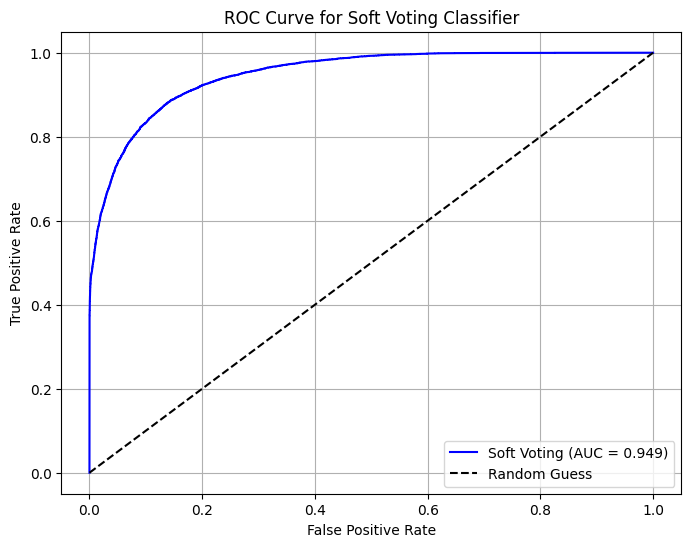 ROC Curve for Soft Voting Classifier
True Positive Rate
1.0
0.8
0.6
0.4
0.2
0.0
0.0 0.2 0.4 0.6 0.8 1.0
False Positive Rate
Soft Voting (AUC = 0.949)
Random Guess